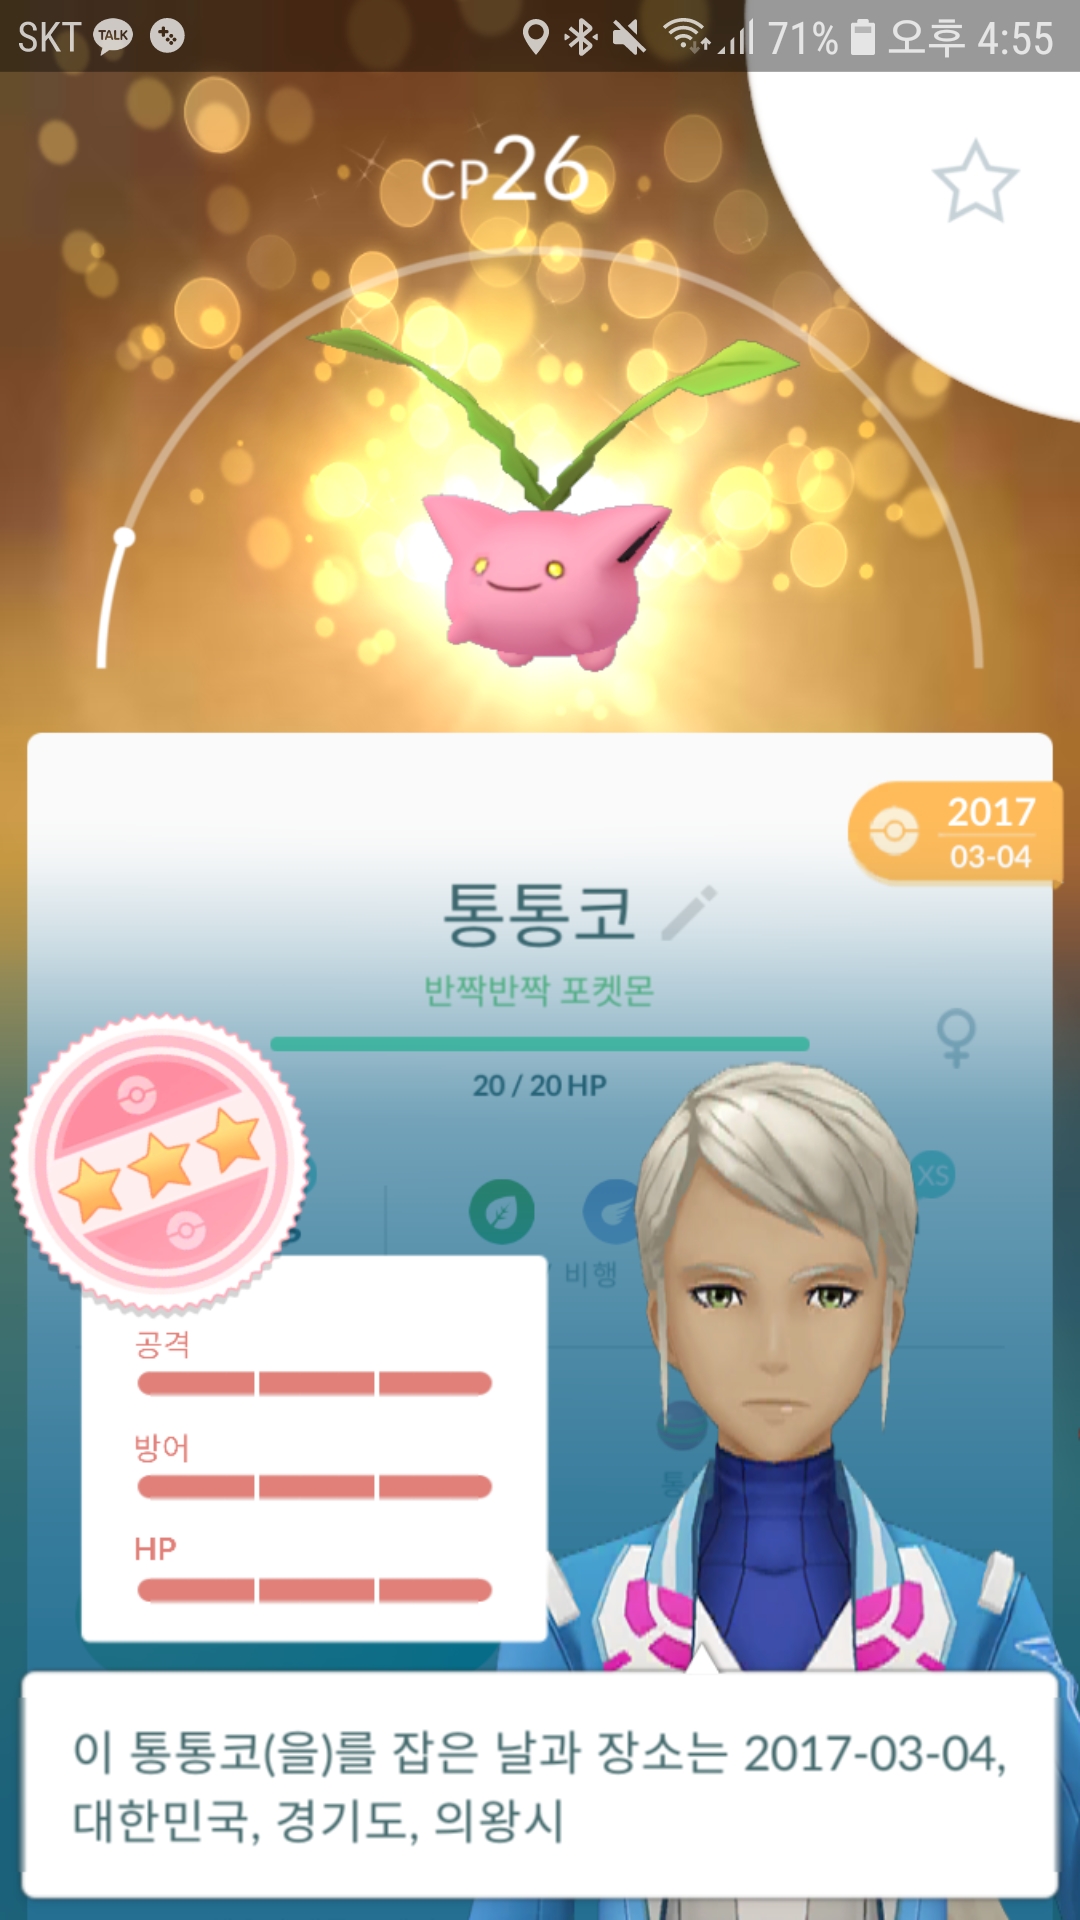 SKT TALK 71% 오후 4:55
CP26
2017
03-04
통통코
반짝반짝 포켓몬
20 / 20 HP
XS
비행
공격
방어
HP
이 통통코(을)를 잡은 날과 장소는 2017-03-04,
대한민국, 경기도, 의왕시